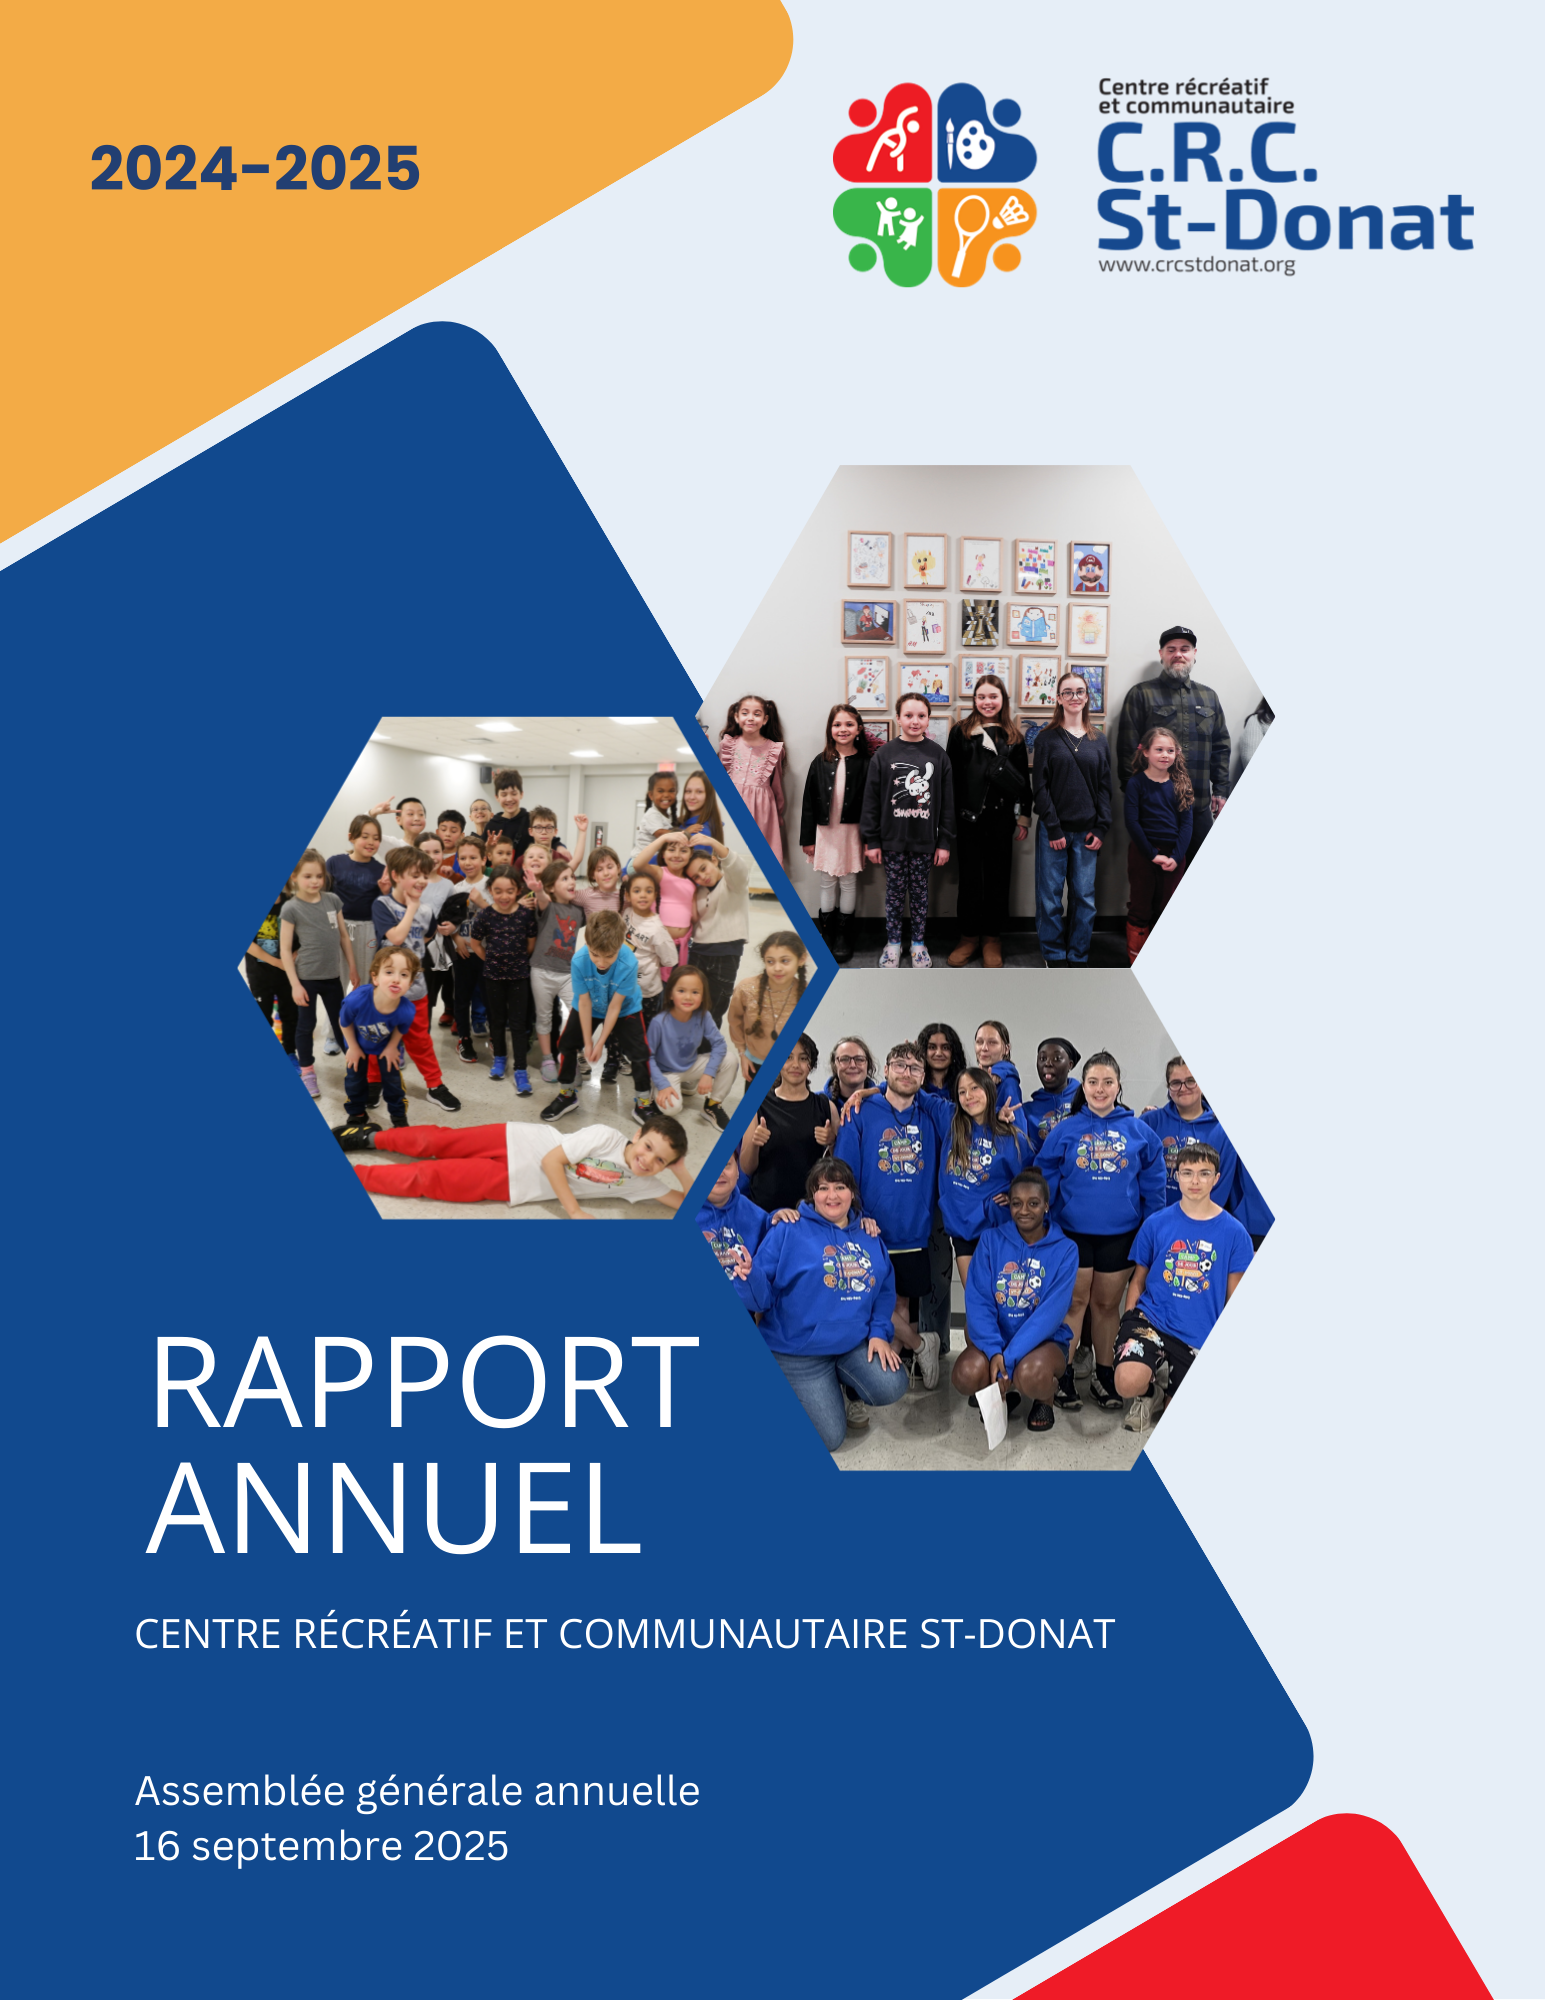 2024-2025
Centre récréatif
et communautaire
C.R.C.
St-Donat
www.crcstdonat.org
RAPPORT
ANNUEL
CENTRE RÉCRÉATIF ET COMMUNAUTAIRE ST-DONAT
Assemblée générale annuelle
16 septembre 2025